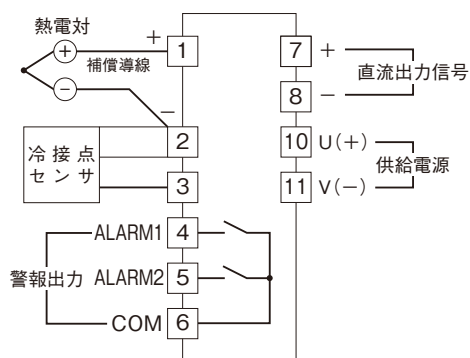 熱電対
+
補償導線
+
1
−
−
2
冷接点
センサ
3
ALARM1
4
ALARM2
5
警報出力
COM
6
7
+
直流出力信号
8
−
10
U(+)
供給電源
11
V(−)